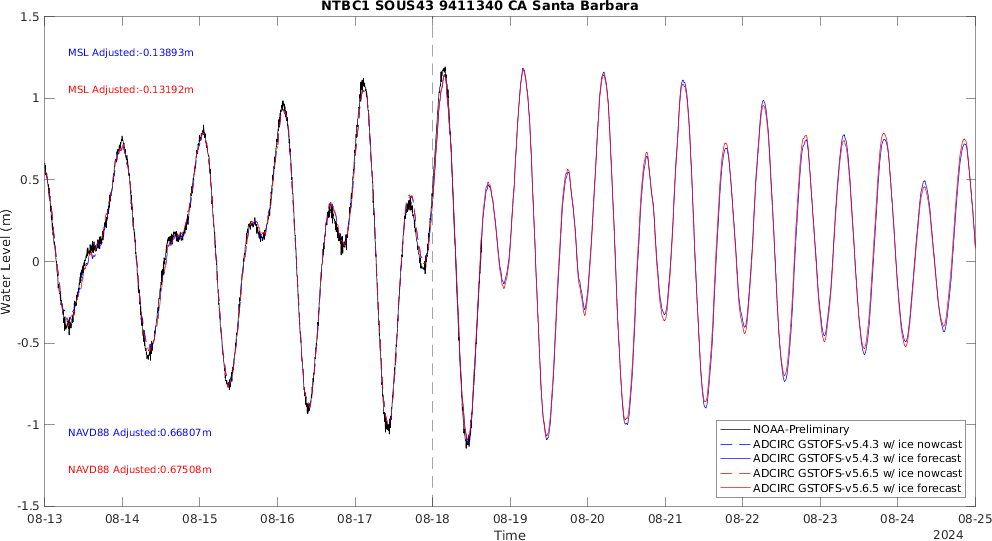 NTBC1 SOUS43 9411340 CA Santa Barbara
1.5
1
0.5
0
-0.5
-1
-1.5
Water Level (m)
MSL Adjusted:-0.13893m
MSL Adjusted:-0.13192m
NAVD88 Adjusted:0.66807m
NAVD88 Adjusted:0.67508m
NOAA-Preliminary
ADCIRC GSTOFS-v5.4.3 w/ ice nowcast
ADCIRC GSTOFS-v5.4.3 w/ ice forecast
ADCIRC GSTOFS-v5.6.5 w/ ice nowcast
ADCIRC GSTOFS-v5.6.5 w/ ice forecast
08-13 08-14 08-15 08-16 08-17 08-18 08-19 08-20 08-21 08-22 08-23 08-24 08-25
Time
2024